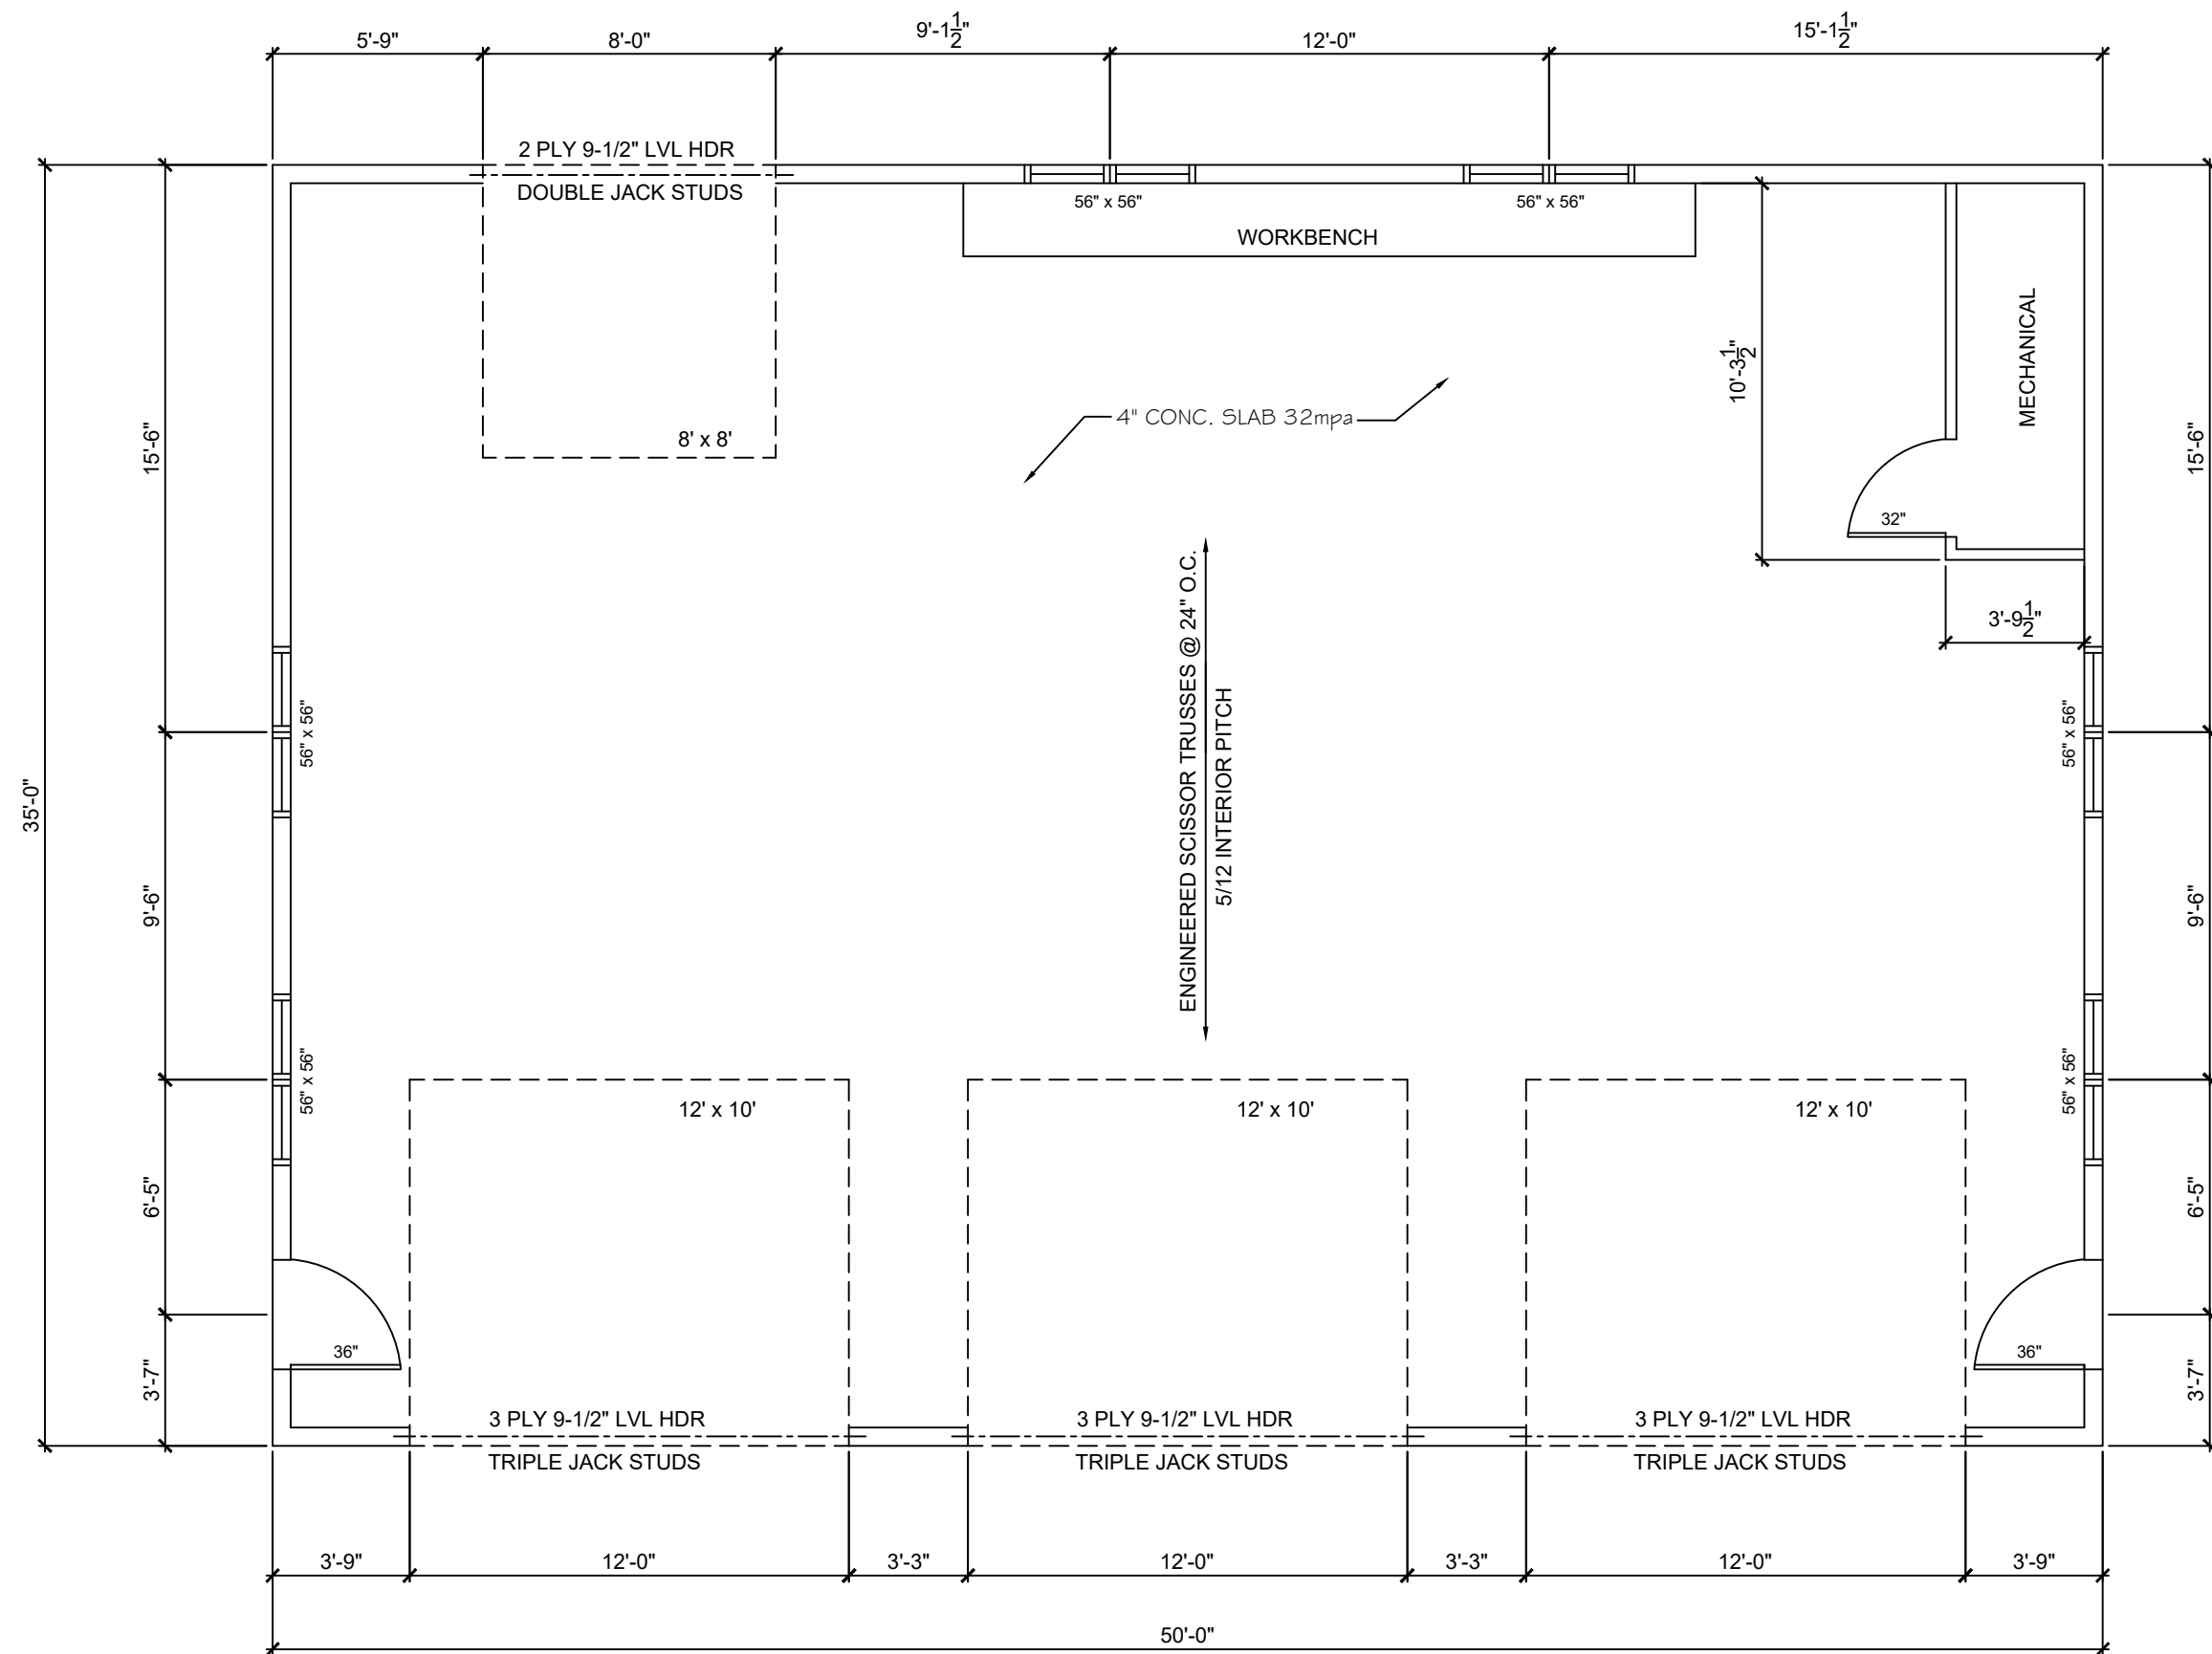 5'-9"
8'-0"
9'-1 1/2"
12'-0"
15'-1 1/2"
2 PLY 9-1/2" LVL HDR
DOUBLE JACK STUDS
56" x 56"
56" x 56"
WORKBENCH
MECHANICAL
10'-3 1/2"
4" CONC. SLAB 32mpa
8' x 8'
15'-6"
15'-6"
32"
3'-9 1/2"
ENGINEERED SCISSOR TRUSSES @ 24" O.C.
5/12 INTERIOR PITCH
56" x 56"
56" x 56"
35'-0"
9'-6"
9'-6"
56" x 56"
56" x 56"
12' x 10'
12' x 10'
12' x 10'
6'-5"
6'-5"
36"
36"
3'-7"
3'-7"
3 PLY 9-1/2" LVL HDR
3 PLY 9-1/2" LVL HDR
3 PLY 9-1/2" LVL HDR
TRIPLE JACK STUDS
TRIPLE JACK STUDS
TRIPLE JACK STUDS
3'-9"
12'-0"
3'-3"
12'-0"
3'-3"
12'-0"
3'-9"
50'-0"